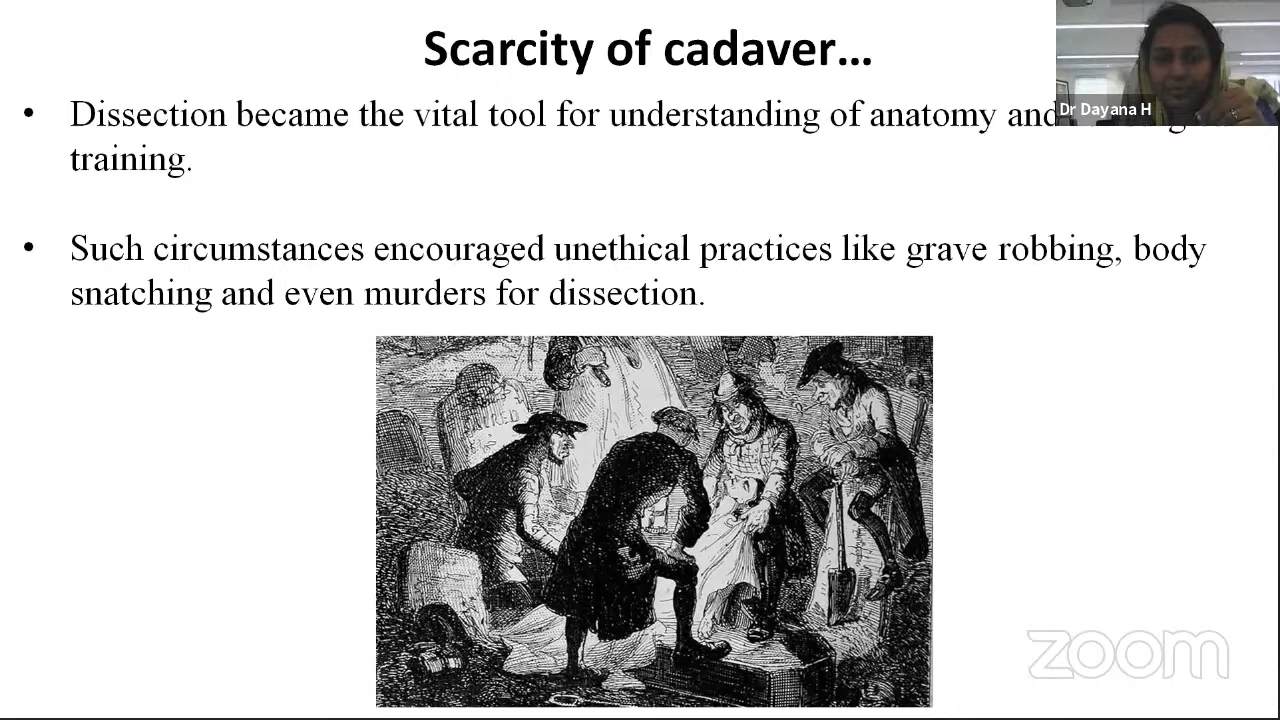 Scarcity of cadaver...
Dr Dayana H
• Dissection became the vital tool for understanding of anatomy and
training.
• Such circumstances encouraged unethical practices like grave robbing, body
snatching and even murders for dissection.
zoom